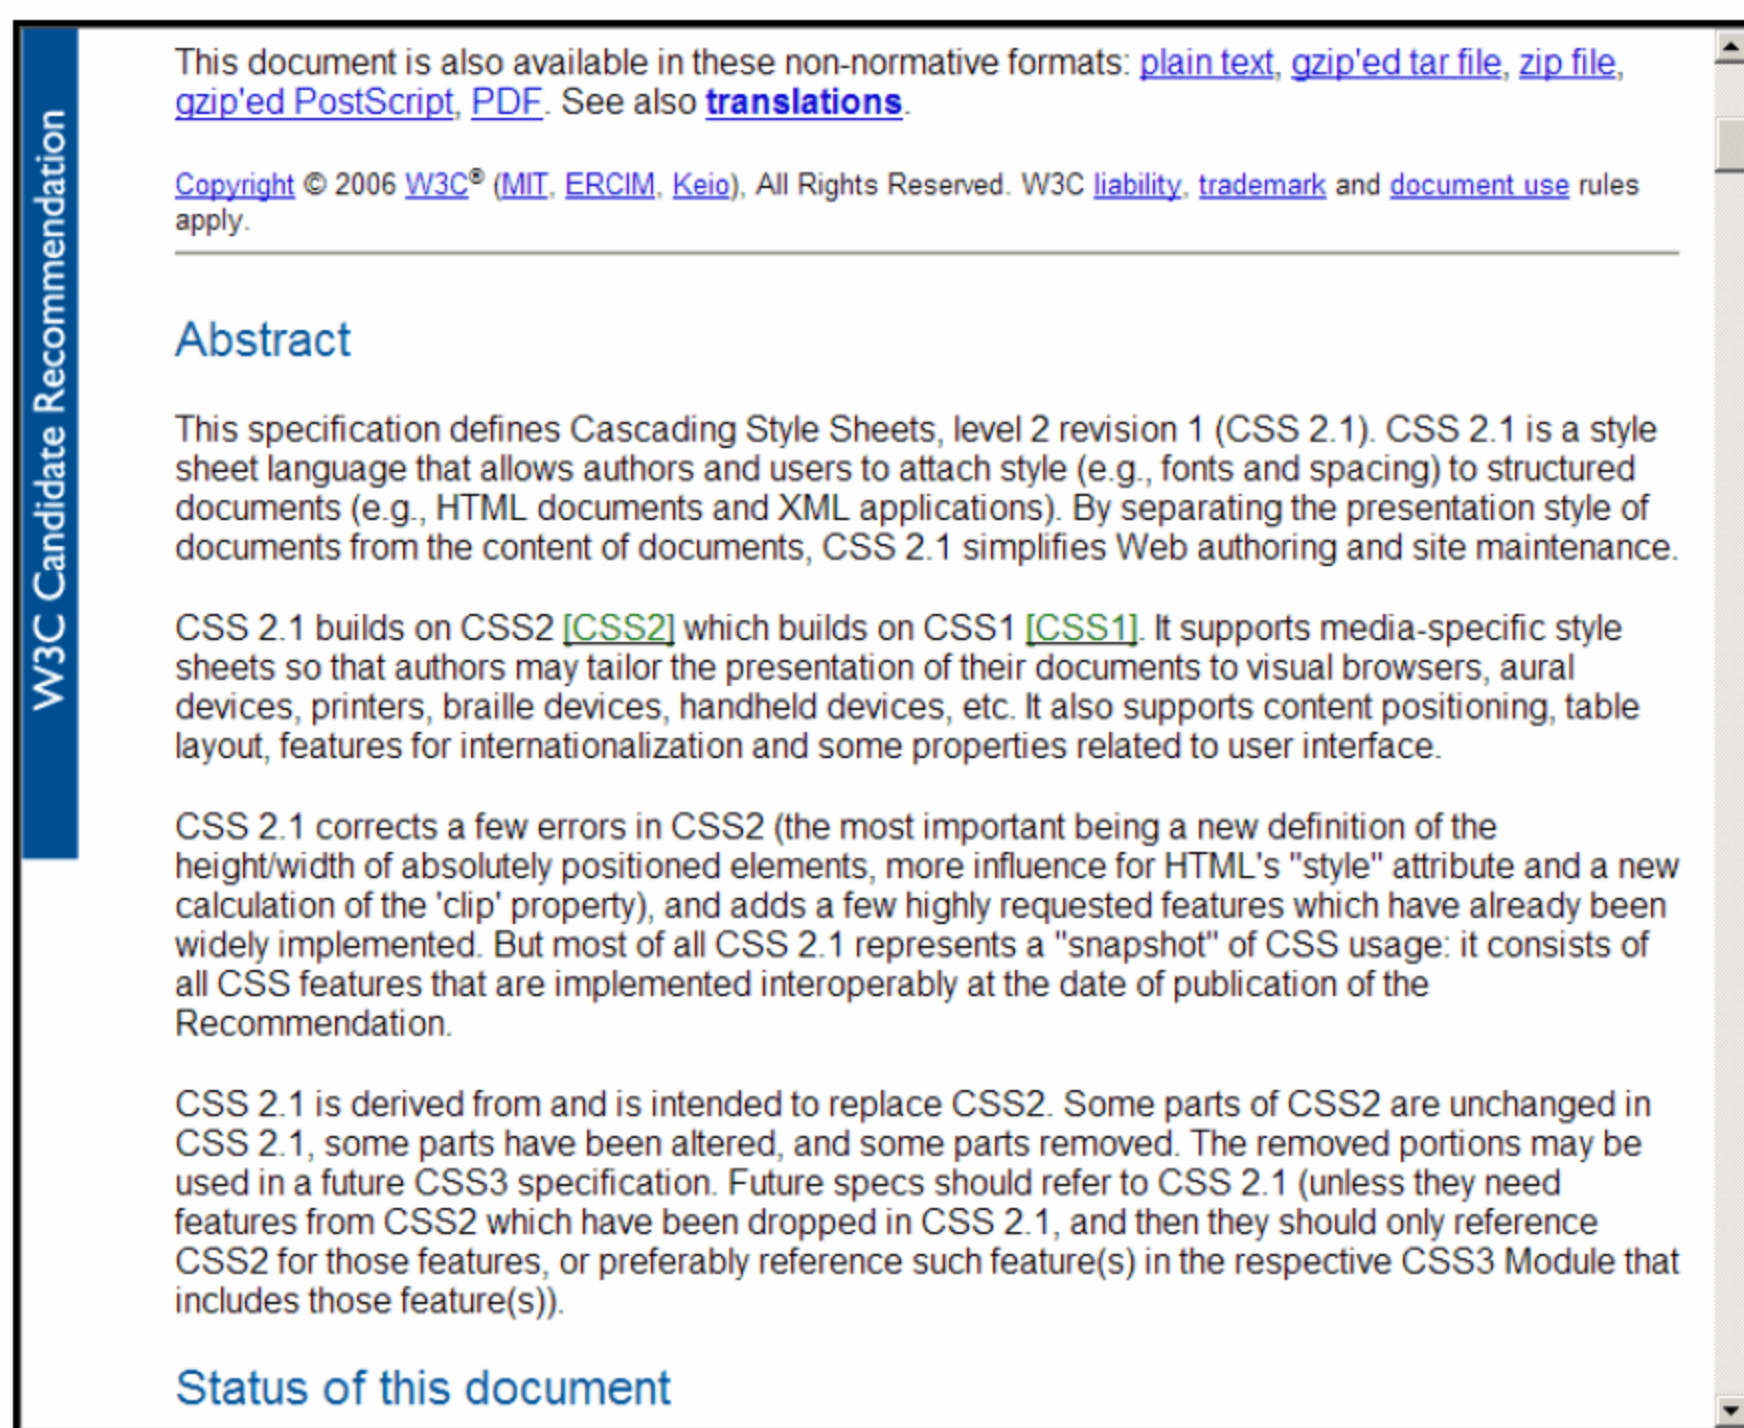 W3C Candidate Recommendation
This document is also available in these non-normative formats: plain text, gzip'ed tar file, zip file,
gzip'ed PostScript, PDF. See also translations.
Copyright © 2006 W3C® (MIT, ERCIM, Keio), All Rights Reserved. W3C liability, trademark and document use rules
apply.
Abstract
This specification defines Cascading Style Sheets, level 2 revision 1 (CSS 2.1). CSS 2.1 is a style
sheet language that allows authors and users to attach style (e.g., fonts and spacing) to structured
documents (e.g., HTML documents and XML applications). By separating the presentation style of
documents from the content of documents, CSS 2.1 simplifies Web authoring and site maintenance.
CSS 2.1 builds on CSS2 [CSS2] which builds on CSS1 [CSS1]. It supports media-specific style
sheets so that authors may tailor the presentation of their documents to visual browsers, aural
devices, printers, braille devices, handheld devices, etc. It also supports content positioning, table
layout, features for internationalization and some properties related to user interface.
CSS 2.1 corrects a few errors in CSS2 (the most important being a new definition of the
height/width of absolutely positioned elements, more influence for HTML's "style" attribute and a new
calculation of the 'clip' property), and adds a few highly requested features which have already been
widely implemented. But most of all CSS 2.1 represents a "snapshot" of CSS usage: it consists of
all CSS features that are implemented interoperably at the date of publication of the
Recommendation.
CSS 2.1 is derived from and is intended to replace CSS2. Some parts of CSS2 are unchanged in
CSS 2.1, some parts have been altered, and some parts removed. The removed portions may be
used in a future CSS3 specification. Future specs should refer to CSS 2.1 (unless they need
features from CSS2 which have been dropped in CSS 2.1, and then they should only reference
CSS2 for those features, or preferably reference such feature(s) in the respective CSS3 Module that
includes those feature(s)).
Status of this document